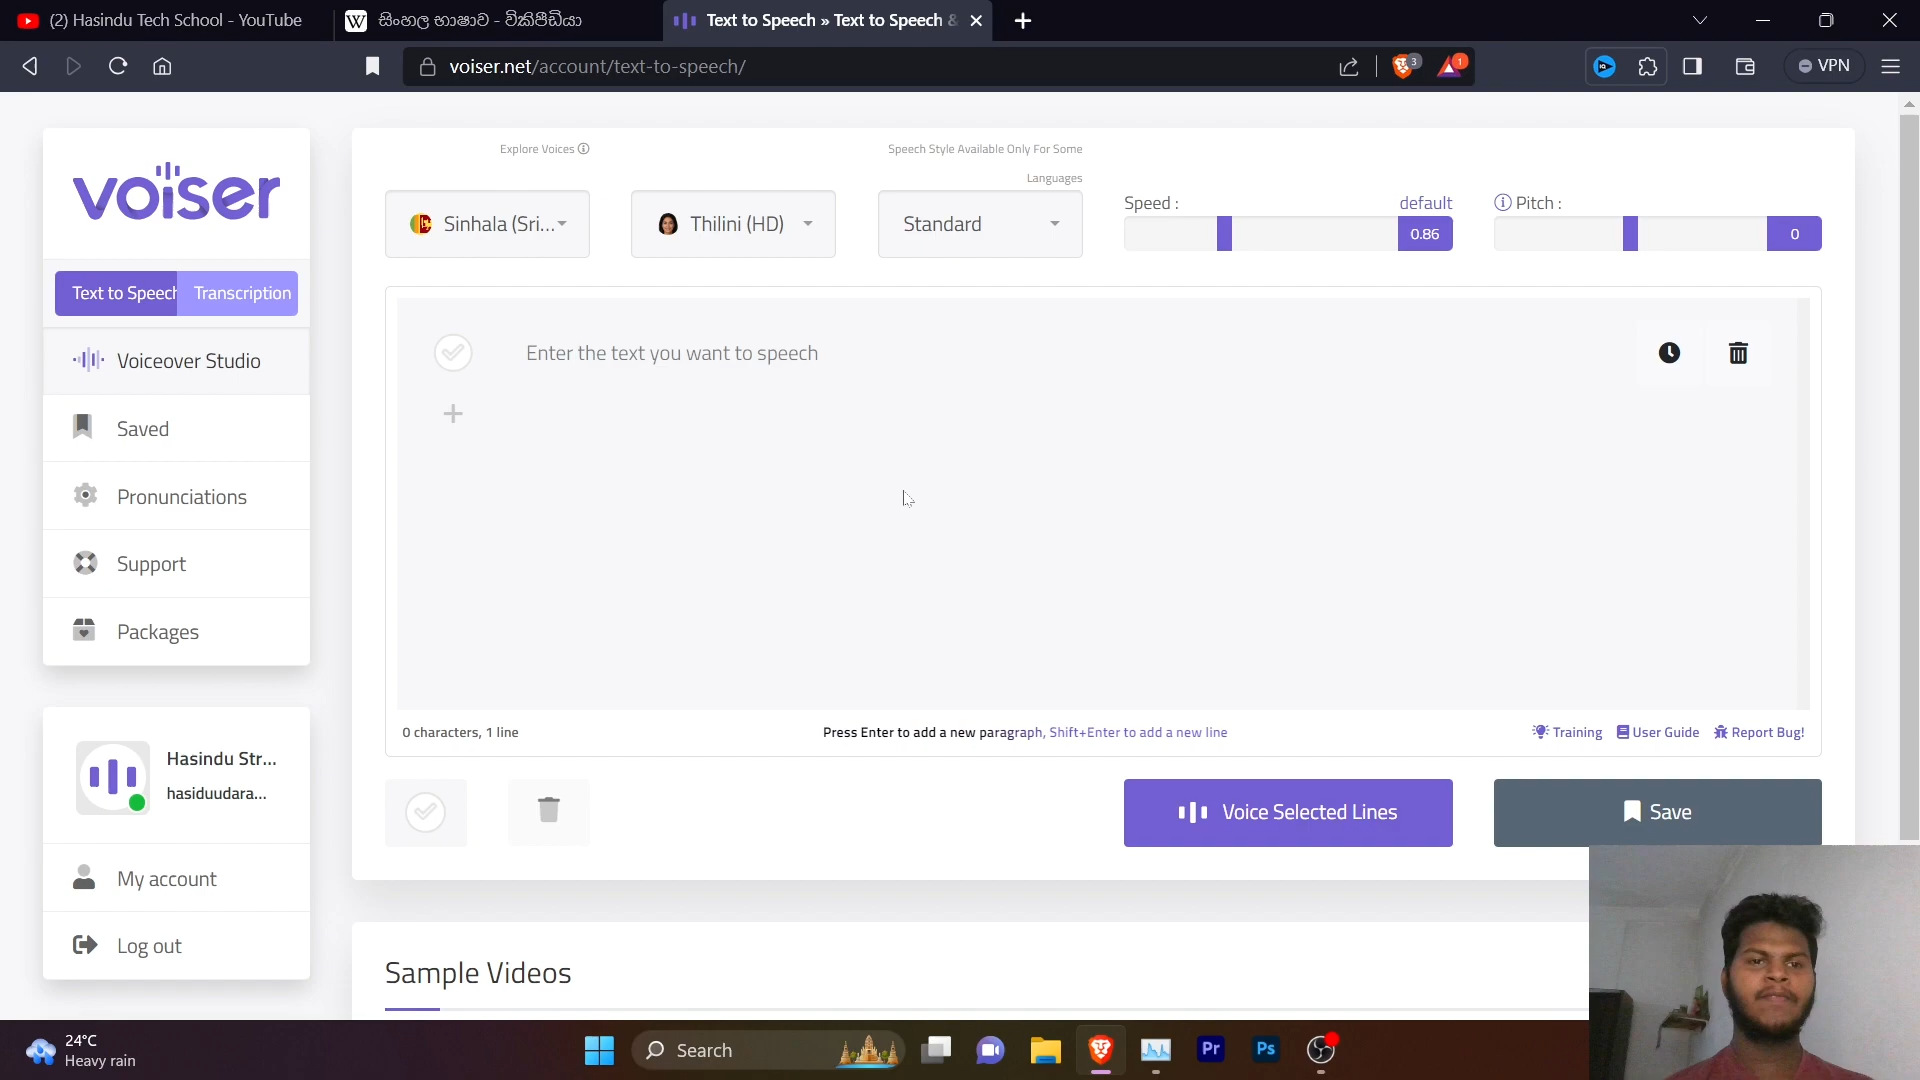 (2) Hasindu Tech School - YouTube
සිංහල භාෂාව - විකිපීඩියා
Text to Speech » Text to Speech &
voiser.net/account/text-to-speech/
3
1
VPN
voiser
Text to Speech
Transcription
Voiceover Studio
Saved
Pronunciations
Support
Packages
Hasindu Str...
hasiduudara...
My account
Log out
Explore Voices
Speech Style Available Only For Some
Languages
Sinhala (Sri...
Thilini (HD)
Standard
Speed :
default
0.86
Pitch :
0
Enter the text you want to speech
0 characters, 1 line
Press Enter to add a new paragraph, Shift+Enter to add a new line
Training
User Guide
Report Bug!
Voice Selected Lines
Save
Sample Videos
24°C
Heavy rain
Search
Pr
Ps